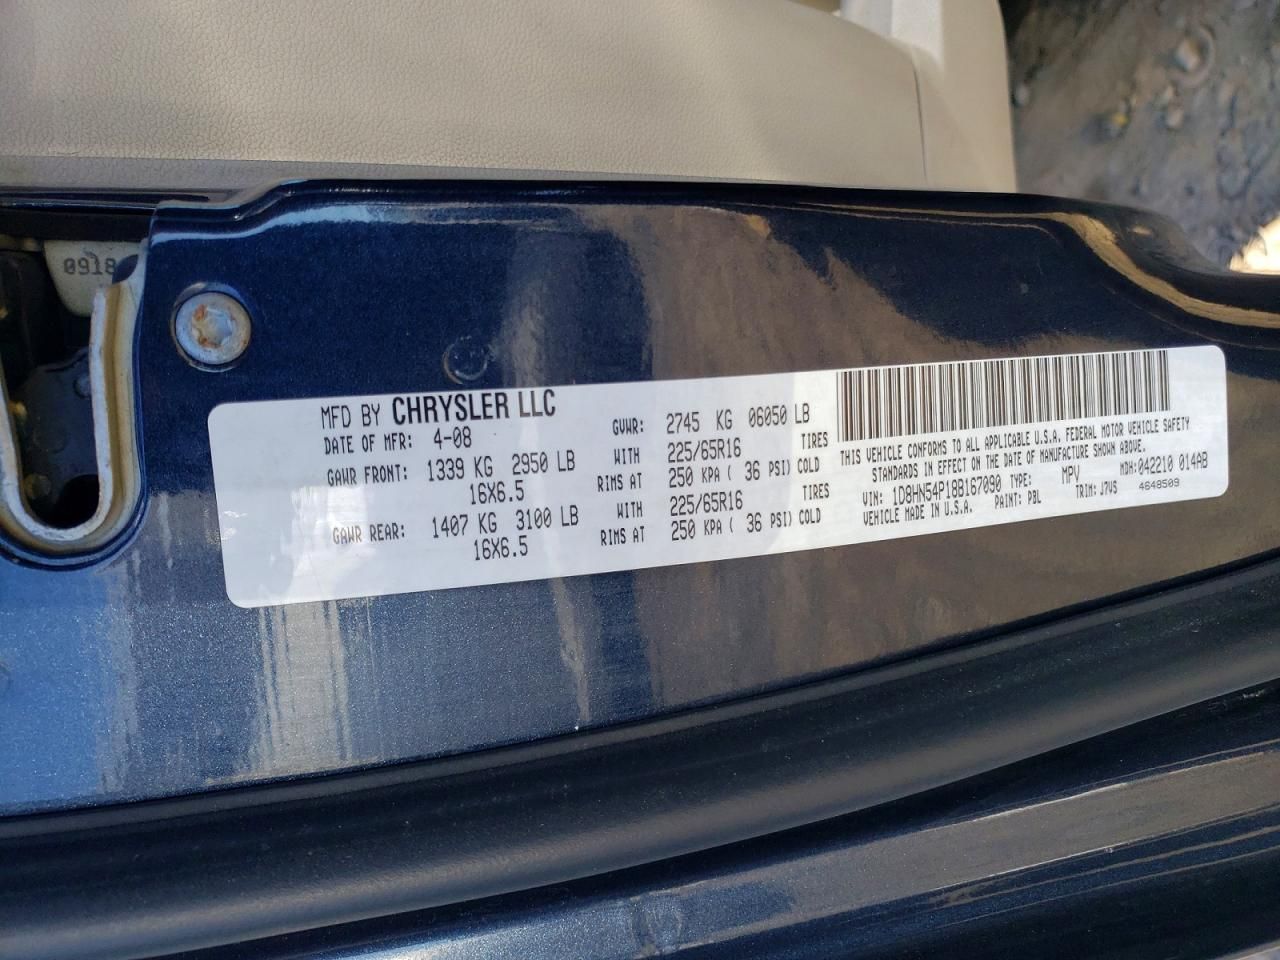 0918
MFD BY CHRYSLER LLC
DATE OF MFR: 4-08 GVWR: 2745 KG 06050 LB
GAWR FRONT: 1339 KG 2950 LB WITH 225/65R16 TIRES
16X6.5 RIMS AT 250 KPA ( 36 PSI) COLD
GAWR REAR: 1407 KG 3100 LB WITH 225/65R16 TIRES
16X6.5 RIMS AT 250 KPA ( 36 PSI) COLD
THIS VEHICLE CONFORMS TO ALL APPLICABLE U.S.A. FEDERAL MOTOR VEHICLE SAFETY
STANDARDS IN EFFECT ON THE DATE OF MANUFACTURE SHOWN ABOVE.
VIN: 1D8HN54P18B167090 TYPE: MPV MDH: 042210 014AB
VEHICLE MADE IN U.S.A. PAINT: PBL TRIM: J7US 4648509